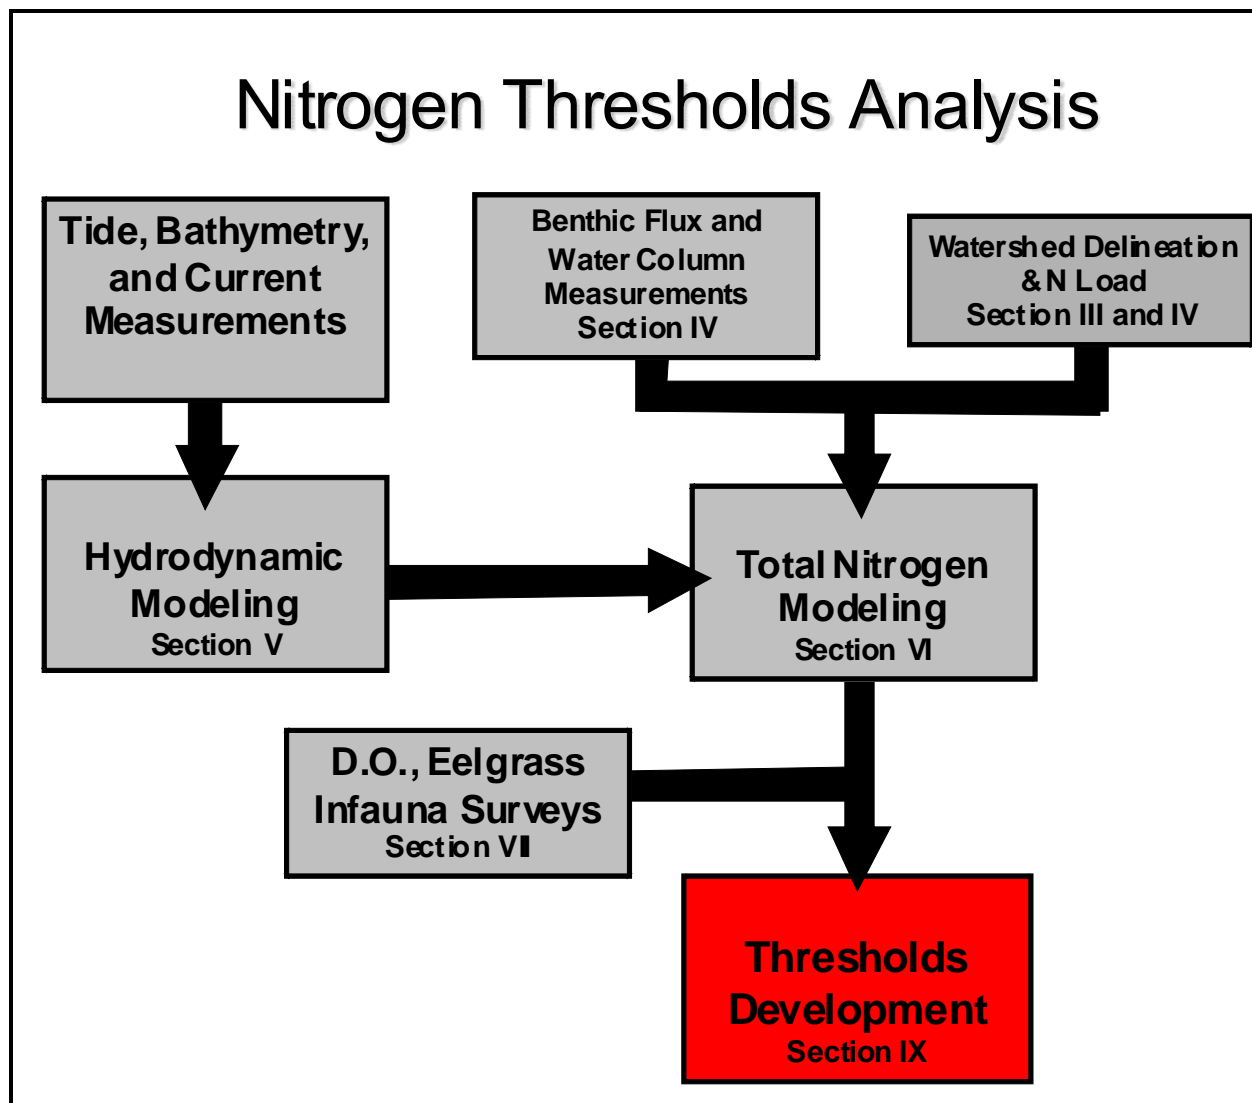 Nitrogen Thresholds Analysis
Tide, Bathymetry,
and Current
Measurements
Benthic Flux and
Water Column
Measurements
Section IV
Watershed Delineation
& N Load
Section III and IV
Hydrodynamic
Modeling
Section V
Total Nitrogen
Modeling
Section VI
D.O., Eelgrass
Infauna Surveys
Section VII
Thresholds
Development
Section IX